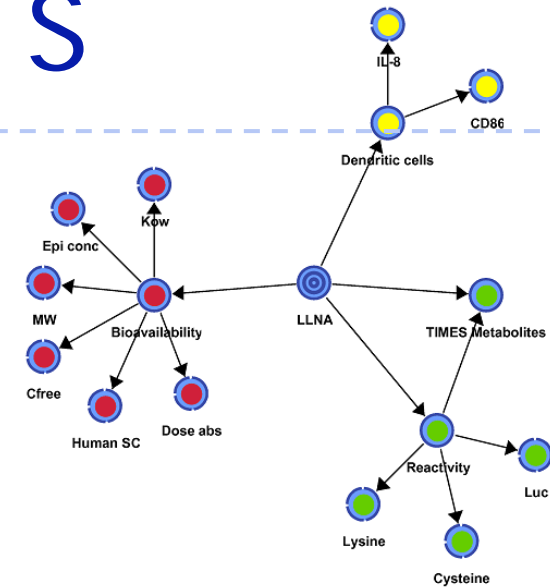 S
IL-8
CD86
Dendritic cells
Kow
Epi conc
MW
Bioavailability
LLNA
TIMES Metabolites
Cfree
Human SC
Dose abs
Reactivity
Luc
Lysine
Cysteine